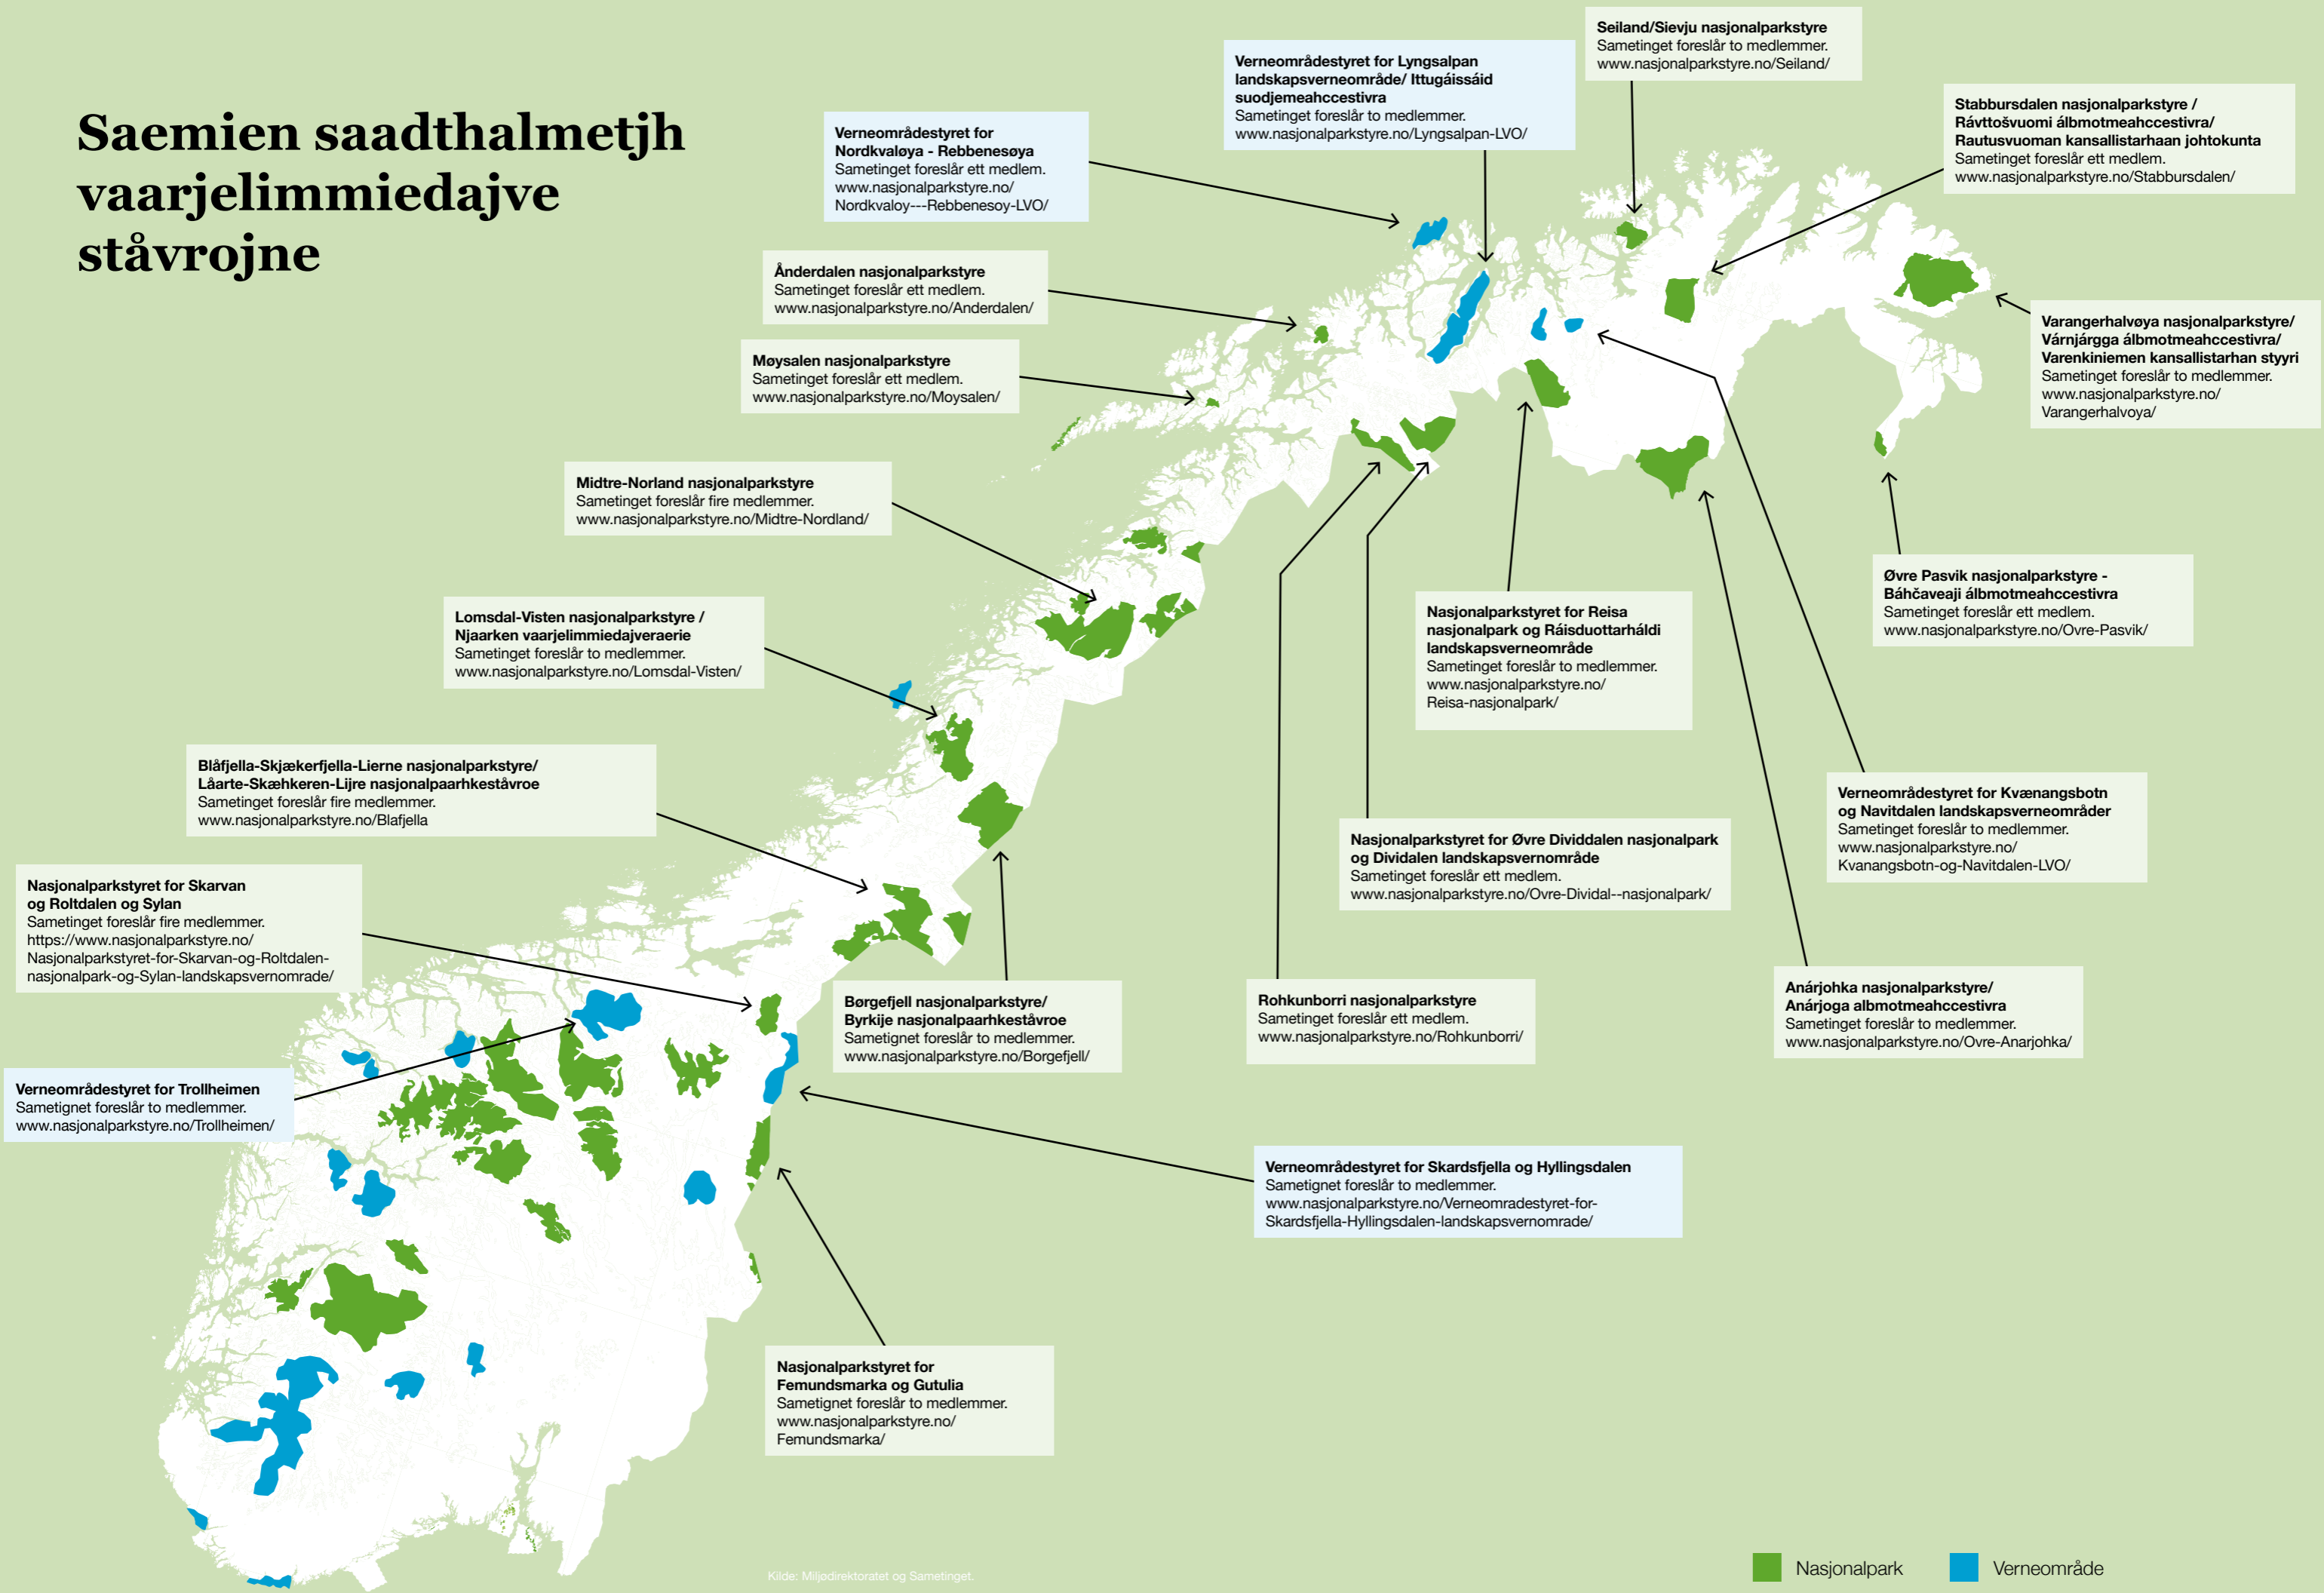 Saemien saadthalmetjh
vaarjelimmiedajve
ståvrojne
Seiland/Sievju nasjonalparkstyre
Sametinget foreslår to medlemmer.
www.nasjonalparkstyre.no/Seiland/
Verneområdestyret for Lyngsalpan
landskapsverneområde/ Ittugáissáid
suodjemeahccestivra
Sametinget foreslår to medlemmer.
www.nasjonalparkstyre.no/Lyngsalpan-LVO/
Stabbursdalen nasjonalparkstyre /
Rávttošvuomi álbmotmeahccestivra/
Rautusvuoman kansallistarhaan johtokunta
Sametinget foreslår ett medlem.
www.nasjonalparkstyre.no/Stabbursdalen/
Verneområdestyret for
Nordkvaløya - Rebbenesøya
Sametinget foreslår ett medlem.
www.nasjonalparkstyre.no/
Nordkvaloy---Rebbenesoy-LVO/
Ånderdalen nasjonalparkstyre
Sametinget foreslår ett medlem.
www.nasjonalparkstyre.no/Anderdalen/
Varangerhalvøya nasjonalparkstyre/
Várnjárgga álbmotmeahccestivra/
Varenkiniemen kansallistarhan styyri
Sametinget foreslår to medlemmer.
www.nasjonalparkstyre.no/
Varangerhalvoya/
Møysalen nasjonalparkstyre
Sametinget foreslår ett medlem.
www.nasjonalparkstyre.no/Moysalen/
Midtre-Norland nasjonalparkstyre
Sametinget foreslår fire medlemmer.
www.nasjonalparkstyre.no/Midtre-Nordland/
Øvre Pasvik nasjonalparkstyre -
Báhčaveaji álbmotmeahccestivra
Sametinget foreslår ett medlem.
www.nasjonalparkstyre.no/Ovre-Pasvik/
Lomsdal-Visten nasjonalparkstyre /
Njaarken vaarjelimmiedajveraerie
Sametinget foreslår to medlemmer.
www.nasjonalparkstyre.no/Lomsdal-Visten/
Nasjonalparkstyret for Reisa
nasjonalpark og Ráisduottarháldi
landskapsverneområde
Sametinget foreslår to medlemmer.
www.nasjonalparkstyre.no/
Reisa-nasjonalpark/
Blåfjella-Skjækerfjella-Lierne nasjonalparkstyre/
Låarte-Skæhkeren-Lijre nasjonalpaarhkeståvroe
Sametinget foreslår fire medlemmer.
www.nasjonalparkstyre.no/Blafjella
Verneområdestyret for Kvænangsbotn
og Navitdalen landskapsverneområder
Sametinget foreslår to medlemmer.
www.nasjonalparkstyre.no/
Kvanangsbotn-og-Navitdalen-LVO/
Nasjonalparkstyret for Øvre Dividdalen nasjonalpark
og Dividalen landskapsvernområde
Sametinget foreslår ett medlem.
www.nasjonalparkstyre.no/Ovre-Dividal--nasjonalpark/
Nasjonalparkstyret for Skarvan
og Roltdalen og Sylan
Sametinget foreslår fire medlemmer.
https://www.nasjonalparkstyre.no/
Nasjonalparkstyret-for-Skarvan-og-Roltdalen-
nasjonalpark-og-Sylan-landskapsvernomrade/
Børgefjell nasjonalparkstyre/
Byrkije nasjonalpaarhkeståvroe
Sametignet foreslår to medlemmer.
www.nasjonalparkstyre.no/Borgefjell/
Rohkunborri nasjonalparkstyre
Sametinget foreslår ett medlem.
www.nasjonalparkstyre.no/Rohkunborri/
Anárjohka nasjonalparkstyre/
Anárjoga albmotmeahccestivra
Sametinget foreslår to medlemmer.
www.nasjonalparkstyre.no/Ovre-Anarjohka/
Verneområdestyret for Trollheimen
Sametignet foreslår to medlemmer.
www.nasjonalparkstyre.no/Trollheimen/
Verneområdestyret for Skardsfjella og Hyllingsdalen
Sametignet foreslår to medlemmer.
www.nasjonalparkstyre.no/Verneomradestyret-for-
Skardsfjella-Hyllingsdalen-landskapsvernomrade/
Nasjonalparkstyret for
Femundsmarka og Gutulia
Sametignet foreslår to medlemmer.
www.nasjonalparkstyre.no/
Femundsmarka/
Kilde: Miljødirektoratet og Sametinget.
Nasjonalpark
Verneområde